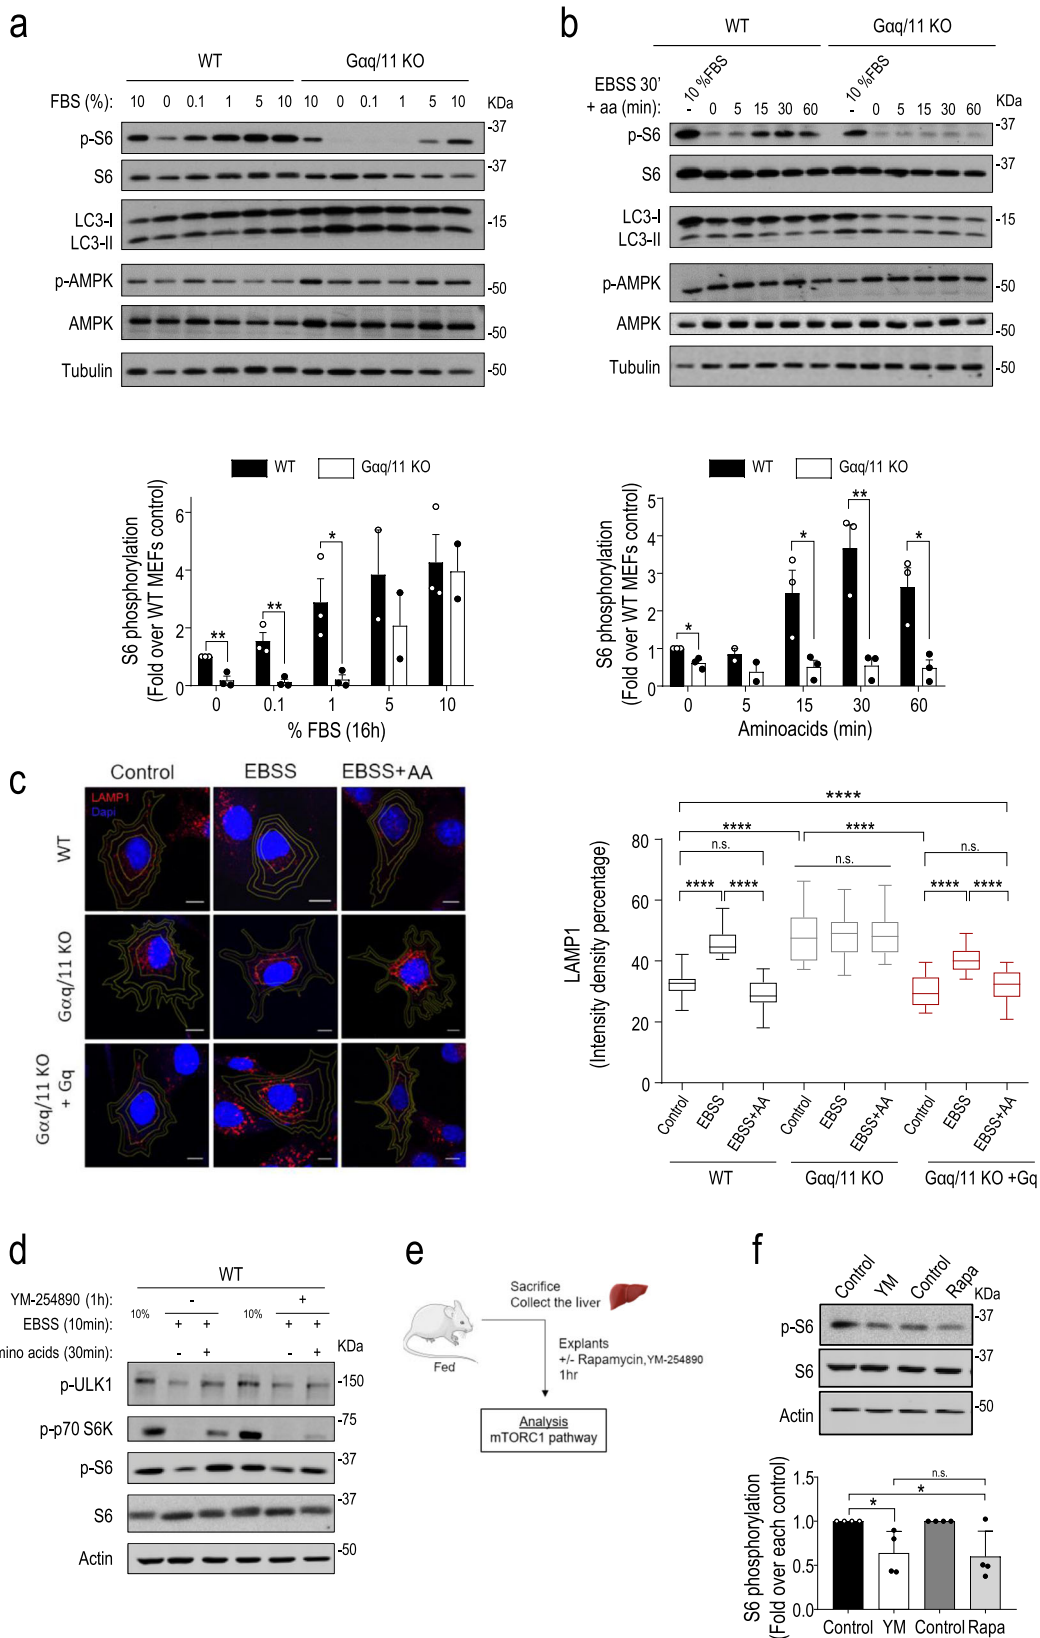 a
WT Gαq/11 KO
FBS (%): 10 0 0.1 1 5 10 10 0 0.1 1 5 10 KDa
p-S6 -37
S6 -37
LC3-I -15
LC3-II
p-AMPK -50
AMPK -50
Tubulin -50
WT Gαq/11 KO
S6 phosphorylation
(Fold over WT MEFs control)
6
4
2
0
** ** *
0 0.1 1 5 10
% FBS (16h)
b
WT Gαq/11 KO
EBSS 30' 10 %FBS 10 %FBS
+ aa (min): - 0 5 15 30 60 - 0 5 15 30 60 KDa
p-S6 -37
S6 -37
LC3-I -15
LC3-II
p-AMPK -50
AMPK -50
Tubulin -50
WT Gαq/11 KO
S6 phosphorylation
(Fold over WT MEFs control)
5
4
3
2
1
0
* * ** *
0 5 15 30 60
Aminoacids (min)
c
Control EBSS EBSS+AA
LAMP1
Dapi
WT
Gαq/11 KO
Gαq/11 KO
+ Gq
LAMP1
(Intensity density percentage)
80
60
40
20
0
****
**** ****
n.s. n.s. n.s.
**** **** **** ****
Control EBSS EBSS+AA Control EBSS EBSS+AA Control EBSS EBSS+AA
WT Gαq/11 KO Gαq/11 KO +Gq
d
WT
YM-254890 (1h): - +
10% 10%
EBSS (10min): + + + +
mino acids (30min): - + - + KDa
p-ULK1 -150
p-p70 S6K -75
p-S6 -37
S6 -37
Actin -50
e
Sacrifice
Collect the liver
Fed
Explants
+/- Rapamycin, YM-254890
1hr
Analysis
mTORC1 pathway
f
Control YM Control Rapa KDa
p-S6 -37
S6 -37
Actin -50
S6 phosphorylation
(Fold over each control)
1.5
1.0
0.5
0.0
n.s.
*
*
Control YM Control Rapa